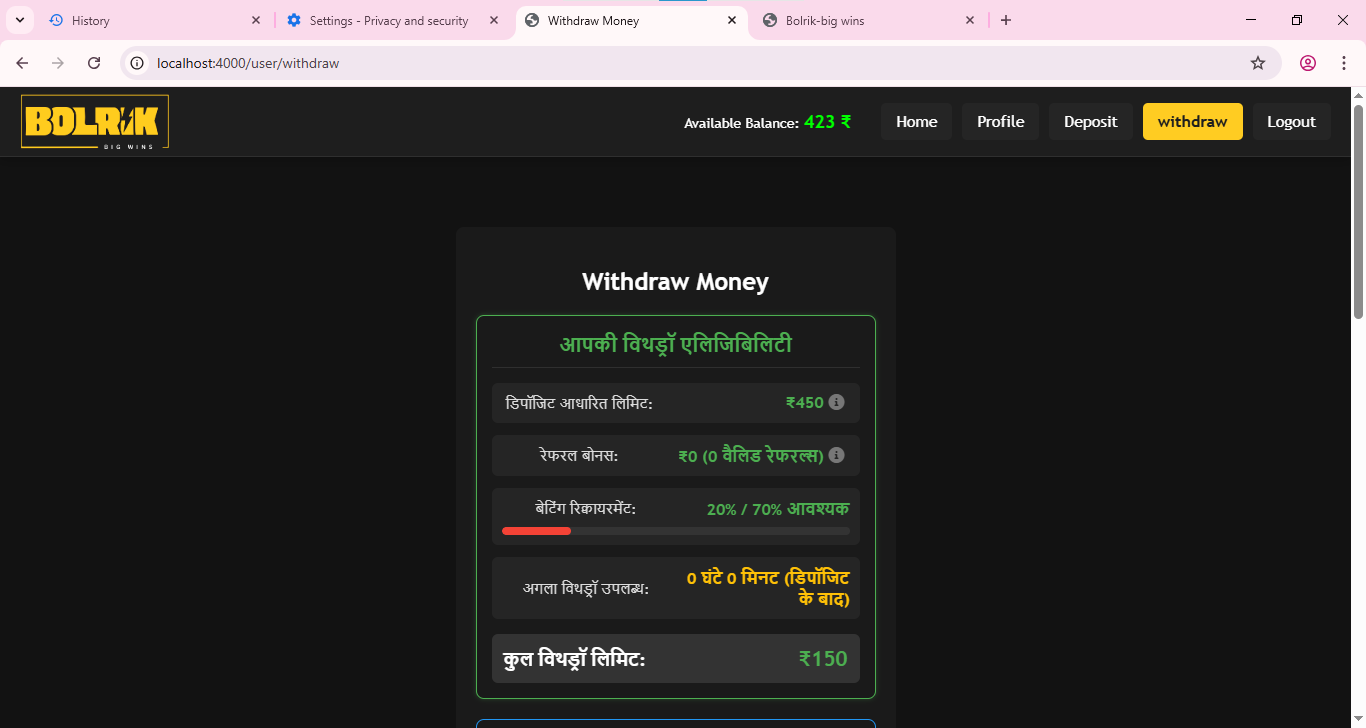 History
Settings - Privacy and security
Withdraw Money
Bolrik-big wins
localhost:4000/user/withdraw
BOLRIK
BIG WINS
Available Balance: 423 ₹
Home
Profile
Deposit
withdraw
Logout
Withdraw Money
आपकी विथड्रॉ एलिजिबिलिटी
डिपॉजिट आधारित लिमिट: ₹450
रेफरल बोनस: ₹0 (0 वैलिड रेफरल्स)
बेटिंग रिक्वायरमेंट: 20% / 70% आवश्यक
अगला विथड्रॉ उपलब्ध: 0 घंटे 0 मिनट (डिपॉजिट
के बाद)
कुल विथड्रॉ लिमिट: ₹150